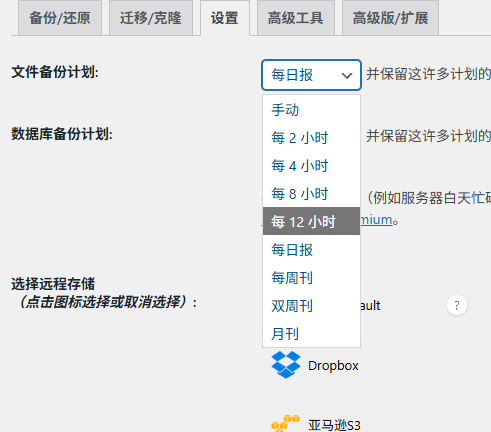 备份/还原 迁移/克隆 设置 高级工具 高级版/扩展
文件备份计划: 每日报 并保留这许多计划的
手动
数据库备份计划: 每 2 小时 并保留这许多计划的
每 4 小时
每 8 小时 （例如服务器白天忙碌
每 12 小时 mium。
每日报
每周刊
选择远程存储
（点击图标选择或取消选择）: 双周刊 ault ?
月刊
Dropbox
亚马逊S3